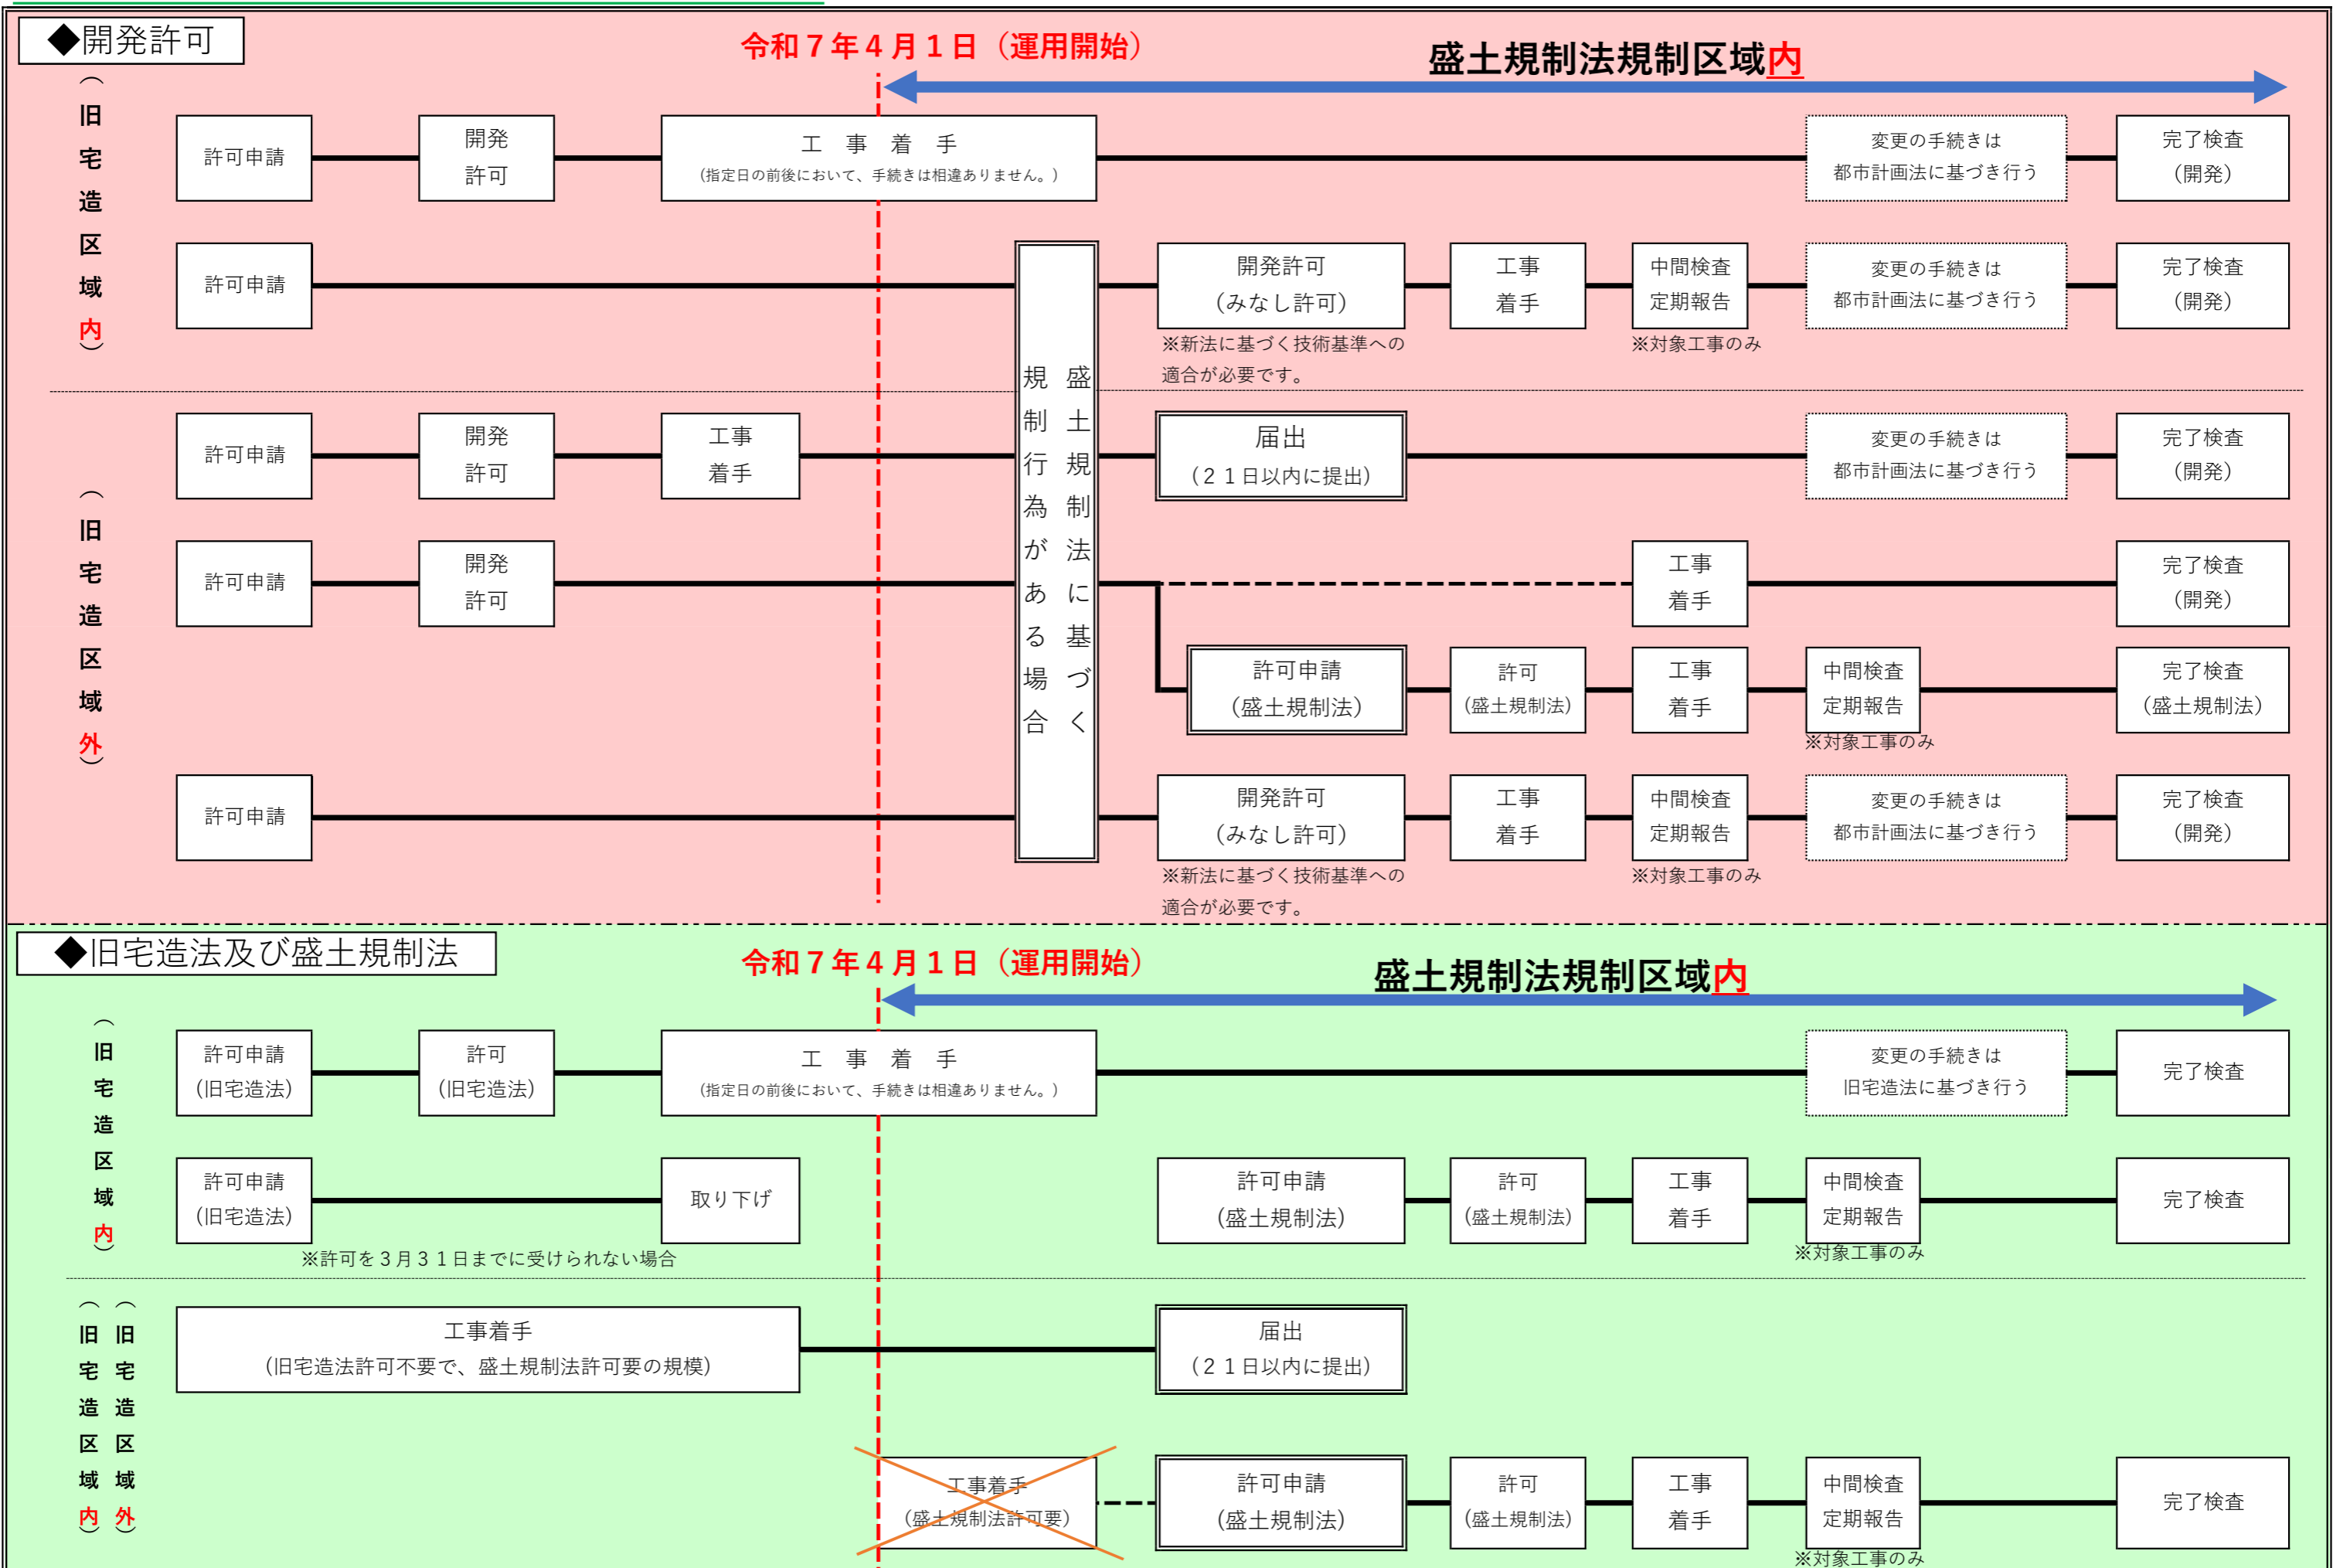 ◆開発許可
令和７年４月１日（運用開始）
盛土規制法規制区域内
（旧宅造区域内）
許可申請
開発
許可
工　事　着　手
(指定日の前後において、手続きは相違ありません。)
変更の手続きは
都市計画法に基づき行う
完了検査
（開発）
許可申請
盛土規制法に基づく
規制行為がある場合
開発許可
（みなし許可）
※新法に基づく技術基準への
適合が必要です。
工事
着手
中間検査
定期報告
※対象工事のみ
変更の手続きは
都市計画法に基づき行う
完了検査
（開発）
（旧宅造区域外）
許可申請
開発
許可
工事
着手
届出
（２１日以内に提出）
変更の手続きは
都市計画法に基づき行う
完了検査
（開発）
許可申請
開発
許可
工事
着手
完了検査
（開発）
許可申請
（盛土規制法）
許可
(盛土規制法)
工事
着手
中間検査
定期報告
※対象工事のみ
完了検査
（盛土規制法）
許可申請
開発許可
（みなし許可）
※新法に基づく技術基準への
適合が必要です。
工事
着手
中間検査
定期報告
※対象工事のみ
変更の手続きは
都市計画法に基づき行う
完了検査
（開発）
◆旧宅造法及び盛土規制法
令和７年４月１日（運用開始）
盛土規制法規制区域内
（旧宅造区域内）
許可申請
（旧宅造法）
許可
（旧宅造法）
工　事　着　手
(指定日の前後において、手続きは相違ありません。)
変更の手続きは
旧宅造法に基づき行う
完了検査
許可申請
（旧宅造法）
取り下げ
※許可を３月３１日までに受けられない場合
許可申請
（盛土規制法）
許可
(盛土規制法)
工事
着手
中間検査
定期報告
※対象工事のみ
完了検査
（旧宅造区域外）
（旧宅造区域内）
工事着手
（旧宅造法許可不要で、盛土規制法許可要の規模）
届出
（２１日以内に提出）
工事着手
（盛土規制法許可要）
許可申請
（盛土規制法）
許可
(盛土規制法)
工事
着手
中間検査
定期報告
※対象工事のみ
完了検査